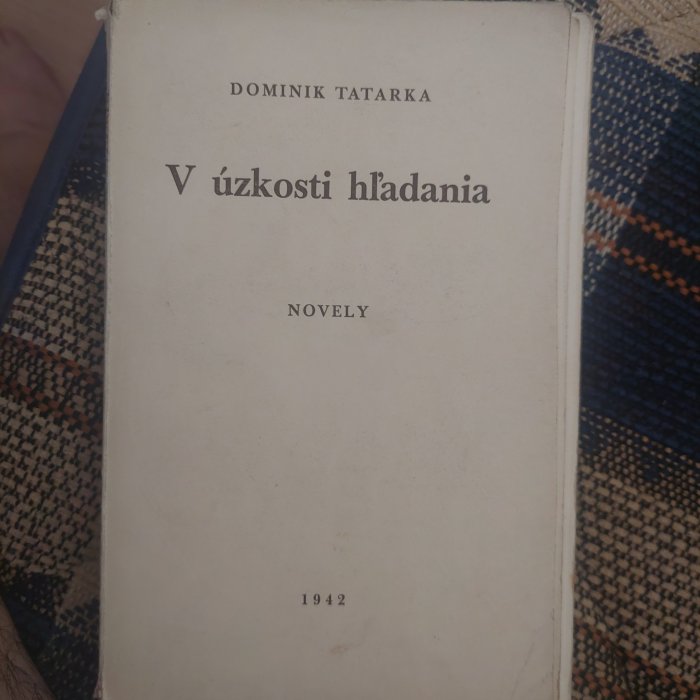 DOMINIK TATARKA
V úzkosti hľadania
NOVELY
1942